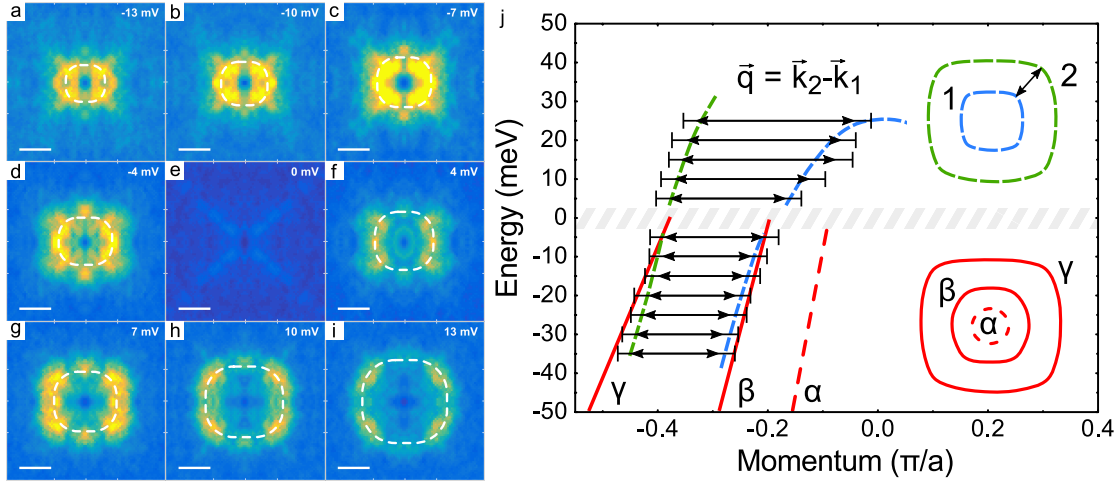 a -13 mV
b -10 mV
c -7 mV
d -4 mV
e 0 mV
f 4 mV
g 7 mV
h 10 mV
i 13 mV
j
q⃗ = k⃗2-k⃗1
1 2
γ
β
α
γ β α
50
40
30
20
10
0
-10
-20
-30
-40
-50
Energy (meV)
-0.4 -0.2 0.0 0.2 0.4
Momentum (π/a)